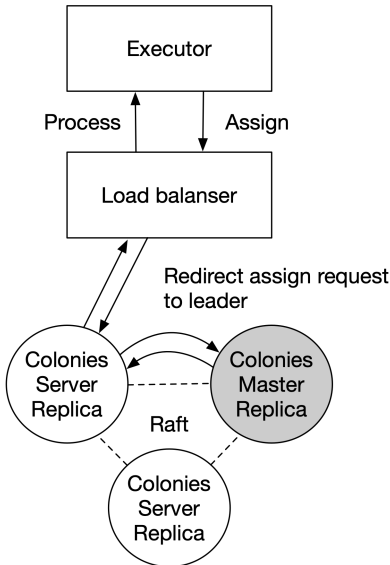 Executor
Process
Assign
Load balanser
Redirect assign request
to leader
Colonies
Server
Replica
Colonies
Master
Replica
Raft
Colonies
Server
Replica